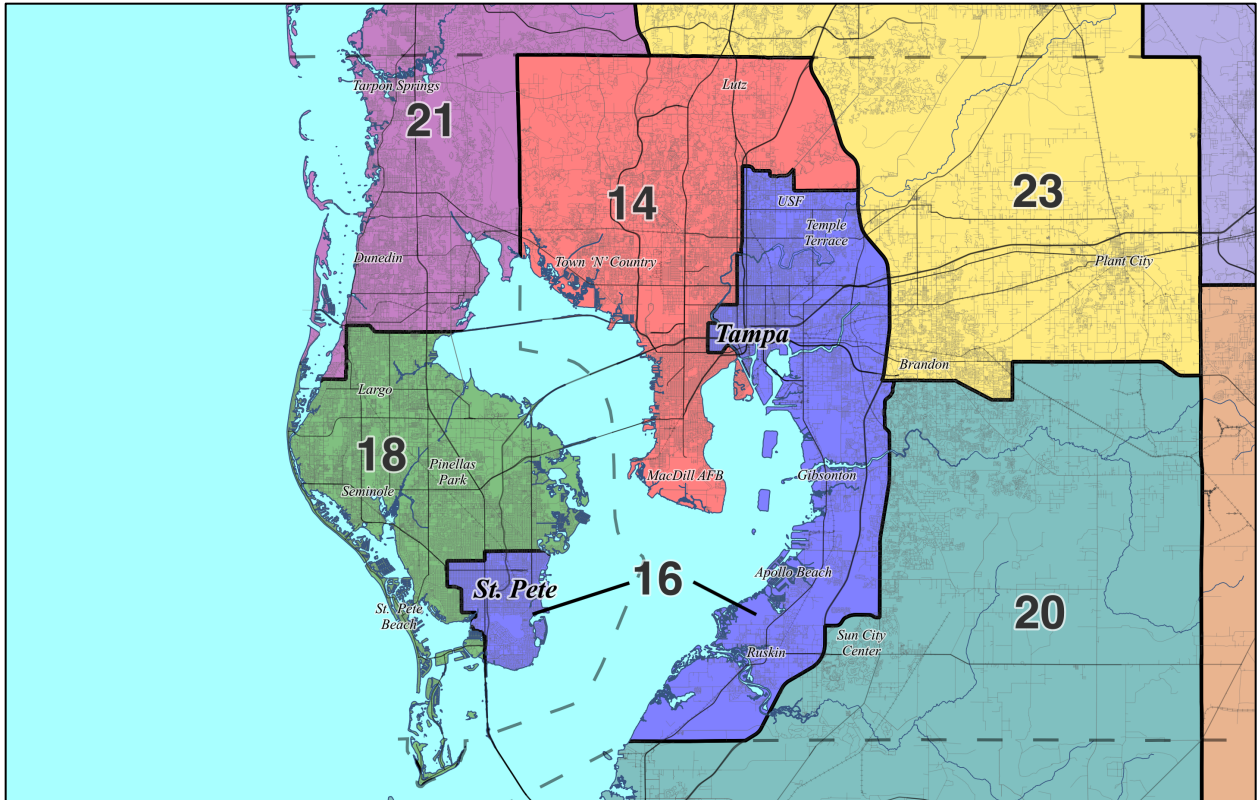 Lutz
Tarpon Springs
21
14
23
USF
Temple
Terrace
Dunedin
Town 'N' Country
Plant City
Tampa
Brandon
Largo
18
Pinellas
Park
MacDill AFB
Gibsonton
Seminole
16
Apollo Beach
St. Pete
St. Pete
Beach
20
Sun City
Center
Ruskin